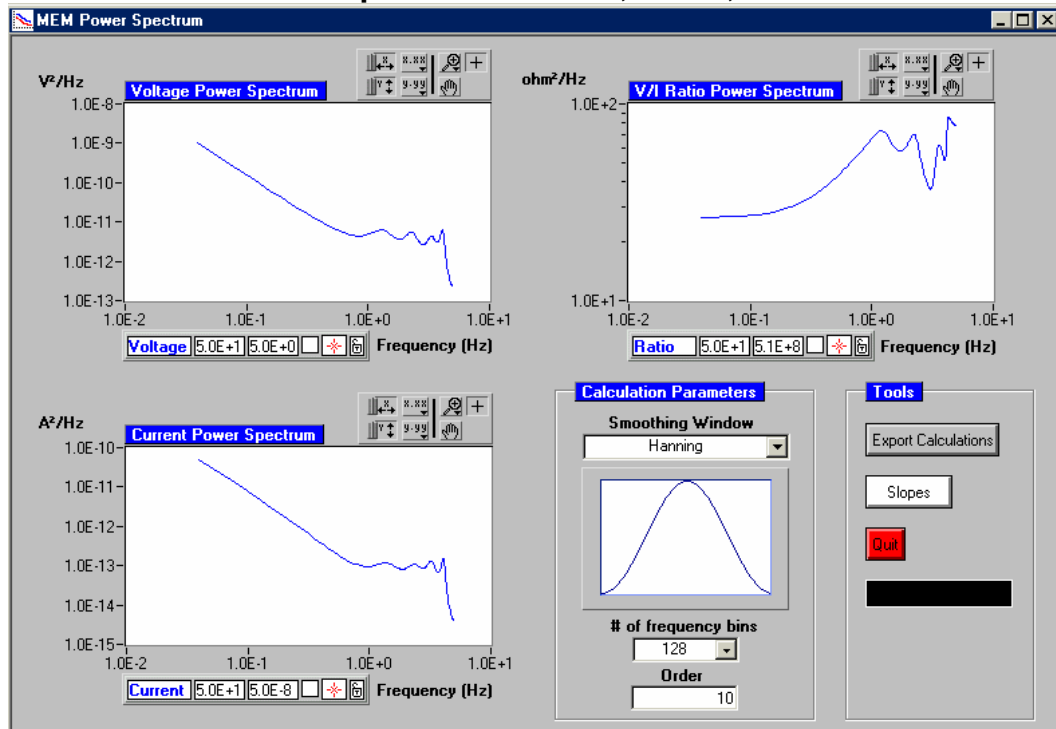 MEM Power Spectrum
V²/Hz
Voltage Power Spectrum
1.0E-8
1.0E-9
1.0E-10
1.0E-11
1.0E-12
1.0E-13
1.0E-2 1.0E-1 1.0E+0 1.0E+1
Voltage 5.0E+1 5.0E+0 Frequency (Hz)
ohm²/Hz
V/I Ratio Power Spectrum
1.0E+2
1.0E+1
1.0E-2 1.0E-1 1.0E+0 1.0E+1
Ratio 5.0E+1 5.1E+8 Frequency (Hz)
A²/Hz
Current Power Spectrum
1.0E-10
1.0E-11
1.0E-12
1.0E-13
1.0E-14
1.0E-15
1.0E-2 1.0E-1 1.0E+0 1.0E+1
Current 5.0E+1 5.0E-8 Frequency (Hz)
Calculation Parameters
Smoothing Window
Hanning
# of frequency bins
128
Order
10
Tools
Export Calculations
Slopes
Quit